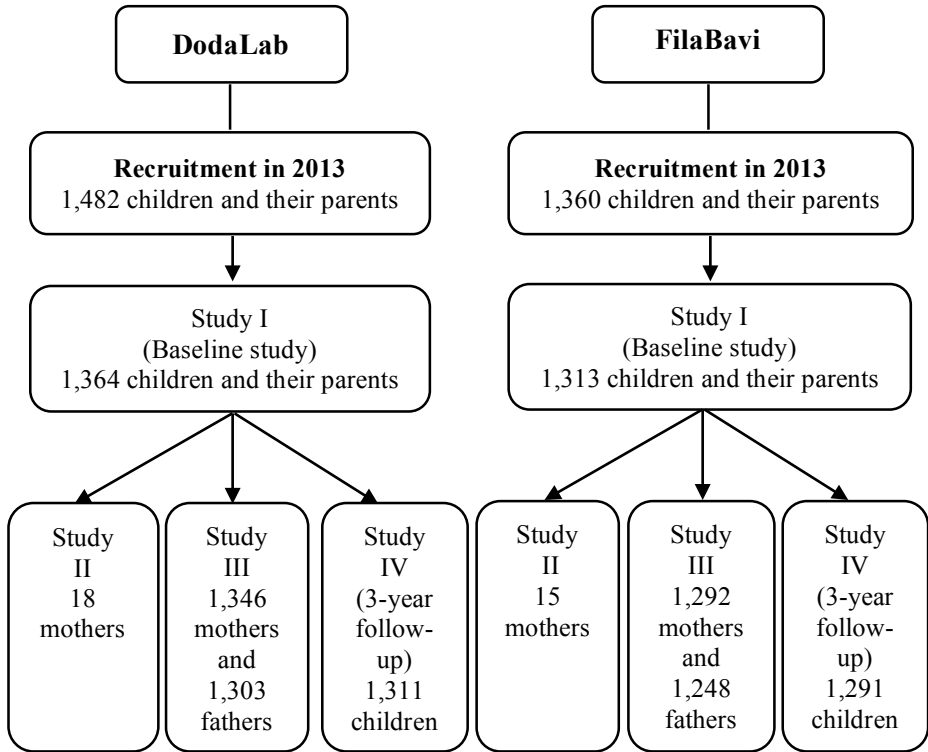 DodaLab
FilaBavi
Recruitment in 2013
1,482 children and their parents
Recruitment in 2013
1,360 children and their parents
Study I
(Baseline study)
1,364 children and their parents
Study I
(Baseline study)
1,313 children and their parents
Study
II
18
mothers
Study
III
1,346
mothers
and
1,303
fathers
Study
IV
(3-year
follow-
up)
1,311
children
Study
II
15
mothers
Study
III
1,292
mothers
and
1,248
fathers
Study
IV
(3-year
follow-
up)
1,291
children